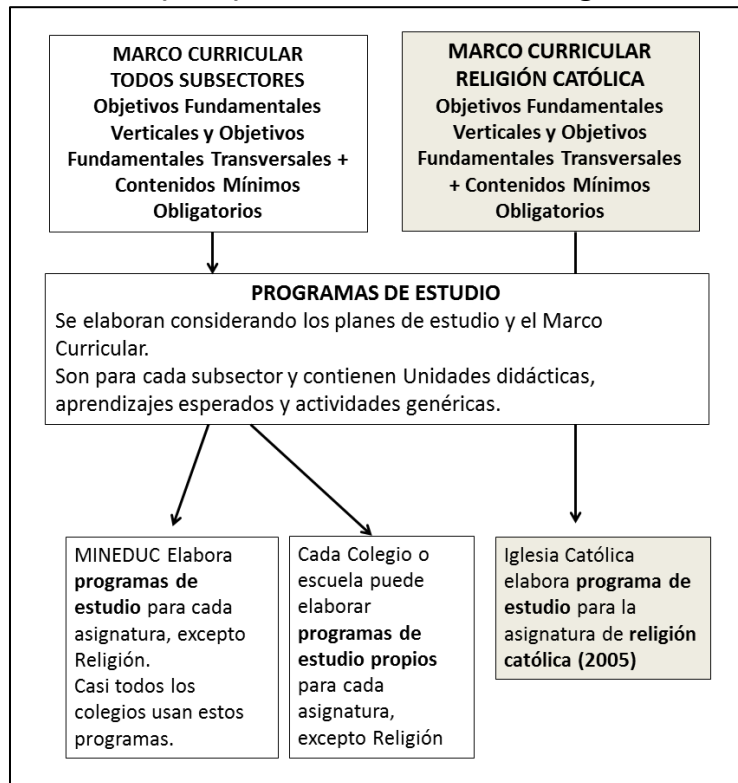 MARCO CURRICULAR
TODOS SUBSECTORES
Objetivos Fundamentales
Verticales y Objetivos
Fundamentales Transversales +
Contenidos Mínimos
Obligatorios
MARCO CURRICULAR
RELIGIÓN CATÓLICA
Objetivos Fundamentales
Verticales y Objetivos
Fundamentales Transversales
+ Contenidos Mínimos
Obligatorios
PROGRAMAS DE ESTUDIO
Se elaboran considerando los planes de estudio y el Marco
Curricular.
Son para cada subsector y contienen Unidades didácticas,
aprendizajes esperados y actividades genéricas.
MINEDUC Elabora
programas de
estudio para cada
asignatura, excepto
Religión.
Casi todos los
colegios usan estos
programas.
Cada Colegio o
escuela puede
elaborar
programas de
estudio propios
para cada
asignatura,
excepto Religión
Iglesia Católica
elabora programa de
estudio para la
asignatura de religión
católica (2005)